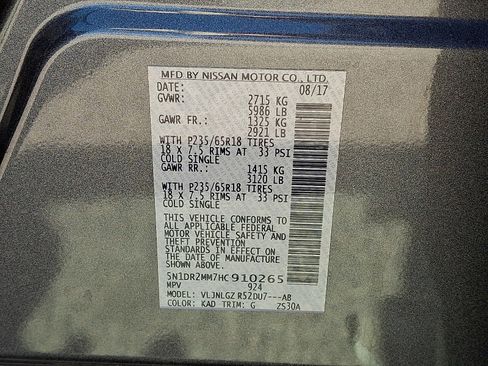 MFD BY NISSAN MOTOR CO., LTD.
DATE: 08/17
GVWR: 2715 KG
5986 LB
GAWR FR.: 1325 KG
2921 LB
WITH P235/65R18 TIRES
18 X 7.5 RIMS AT 33 PSI
COLD SINGLE
GAWR RR.: 1415 KG
3120 LB
WITH P235/65R18 TIRES
18 X 7.5 RIMS AT 33 PSI
COLD SINGLE
THIS VEHICLE CONFORMS TO
ALL APPLICABLE FEDERAL
MOTOR VEHICLE SAFETY AND
THEFT PREVENTION
STANDARDS IN EFFECT ON
THE DATE OF MANUFACTURE
SHOWN ABOVE.
5N1DR2MM7HC910265
MPV 924
MODEL: VLJNLGZ R52DU7---AB
COLOR: KAD TRIM: G ZS30A